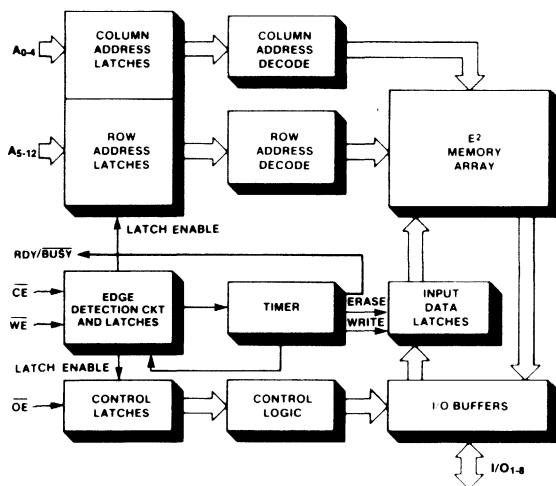 COLUMN
ADDRESS
LATCHES
COLUMN
ADDRESS
DECODE
A0-4
ROW
ADDRESS
LATCHES
ROW
ADDRESS
DECODE
A5-12
E2
MEMORY
ARRAY
LATCH ENABLE
RDY/BUSY
CE
WE
EDGE
DETECTION CKT
AND LATCHES
TIMER
ERASE
WRITE
INPUT
DATA
LATCHES
LATCH ENABLE
OE
CONTROL
LATCHES
CONTROL
LOGIC
I/O BUFFERS
I/O1-8